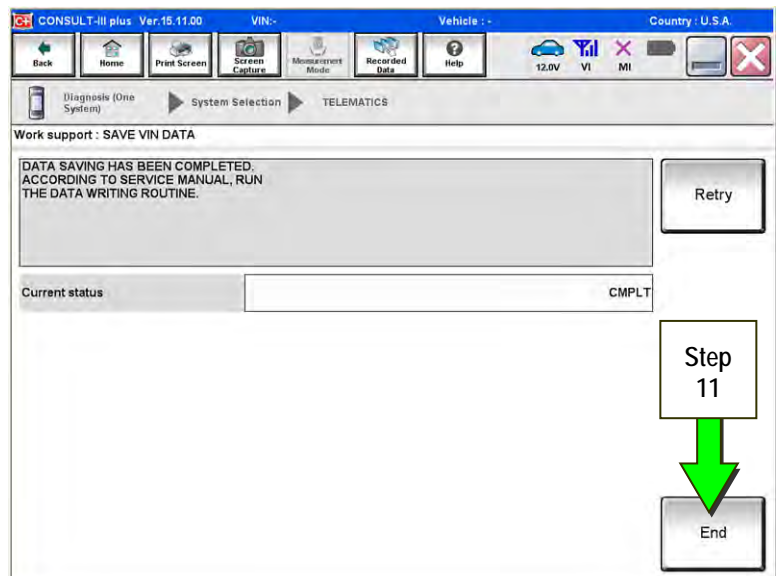 CONSULT-III plus Ver.15.11.00 VIN:- Vehicle : - Country : U.S.A.
Back
Home
Print Screen
Screen
Capture
Measurement
Mode
Recorded
Data
Help
12.0V
VI
MI
Diagnosis (One
System)
System Selection
TELEMATICS
Work support : SAVE VIN DATA
DATA SAVING HAS BEEN COMPLETED.
ACCORDING TO SERVICE MANUAL, RUN
THE DATA WRITING ROUTINE.
Retry
Current status
CMPLT
Step
11
End